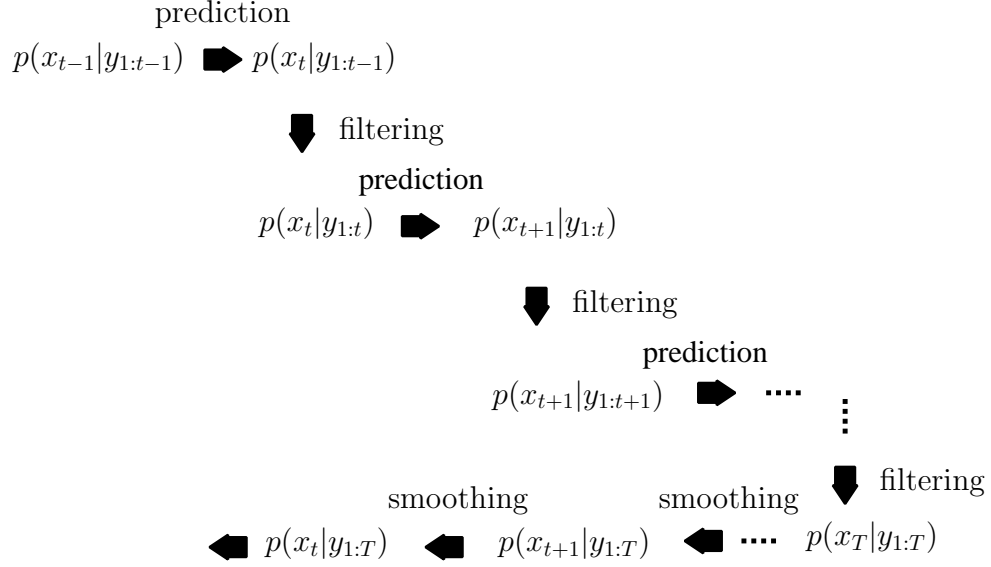 prediction
p(x_{t−1}|y_{1:t−1}) p(x_t|y_{1:t−1})
filtering
prediction
p(x_t|y_{1:t}) p(x_{t+1}|y_{1:t})
filtering
prediction
p(x_{t+1}|y_{1:t+1})
filtering
smoothing smoothing
p(x_t|y_{1:T}) p(x_{t+1}|y_{1:T}) p(x_T|y_{1:T})